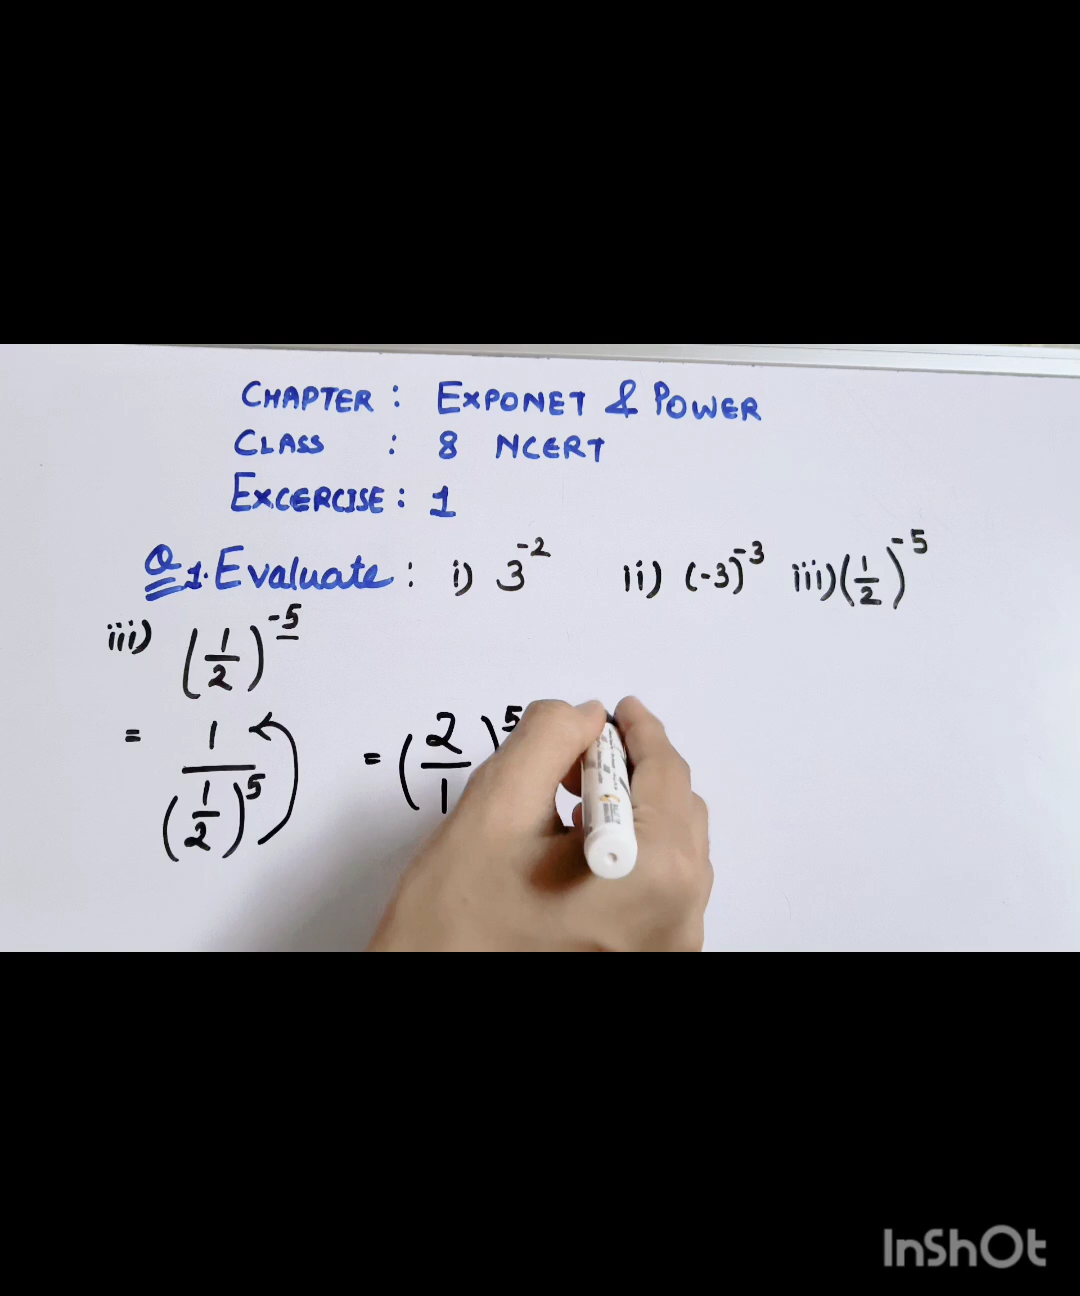 CHAPTER : EXPONET & POWER
CLASS : 8 NCERT
EXCERCISE : 1
Q1. Evaluate : i) 3^-2 ii) (-3)^-3 iii) (1/2)^-5
iii) (1/2)^-5
= 1/(1/2)^5 = (2/1)^5
InShOt